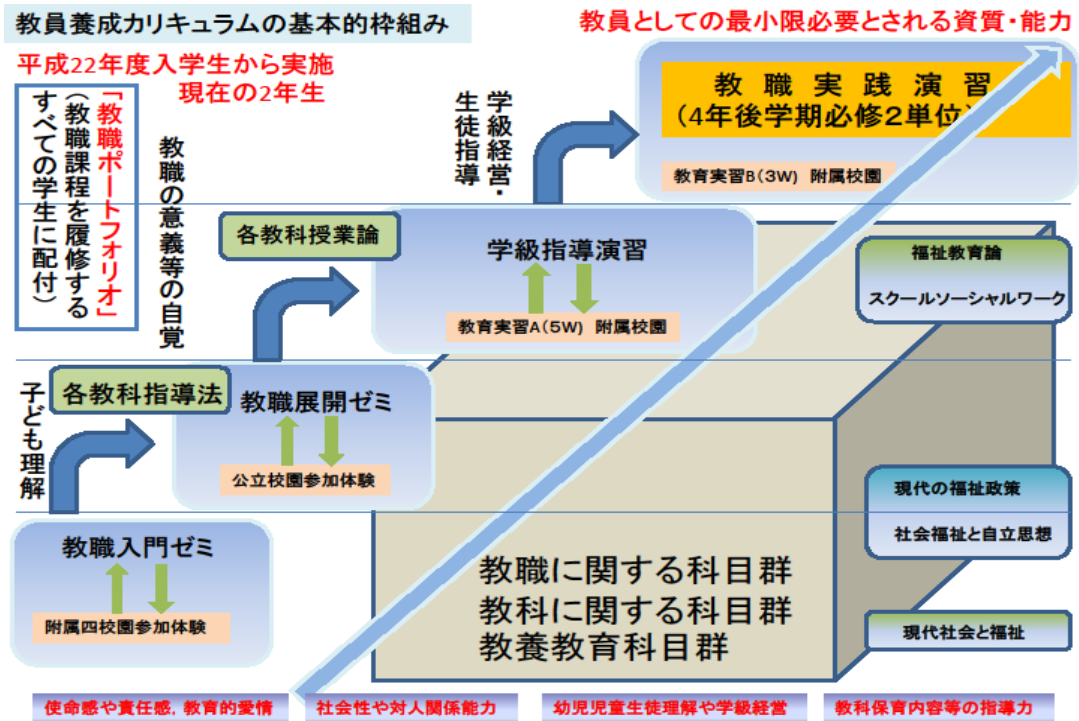 教員養成カリキュラムの基本的枠組み
教員としての最小限必要とされる資質・能力
平成22年度入学生から実施
現在の2年生
「教職ポートフォリオ」
(教職課程を履修する
すべての学生に配付)
教職の意義等の自覚
学級経営・
生徒指導
教職実践演習
(4年後学期必修2単位)
教育実習B(3W) 附属校園
各教科授業論
学級指導演習
教育実習A(5W) 附属校園
福祉教育論
スクールソーシャルワーク
子ども理解
各教科指導法
教職展開ゼミ
公立校園参加体験
現代の福祉政策
社会福祉と自立思想
教職入門ゼミ
附属四校園参加体験
教職に関する科目群
教科に関する科目群
教養教育科目群
現代社会と福祉
使命感や責任感,教育的愛情
社会性や対人関係能力
幼児児童生徒理解や学級経営
教科保育内容等の指導力